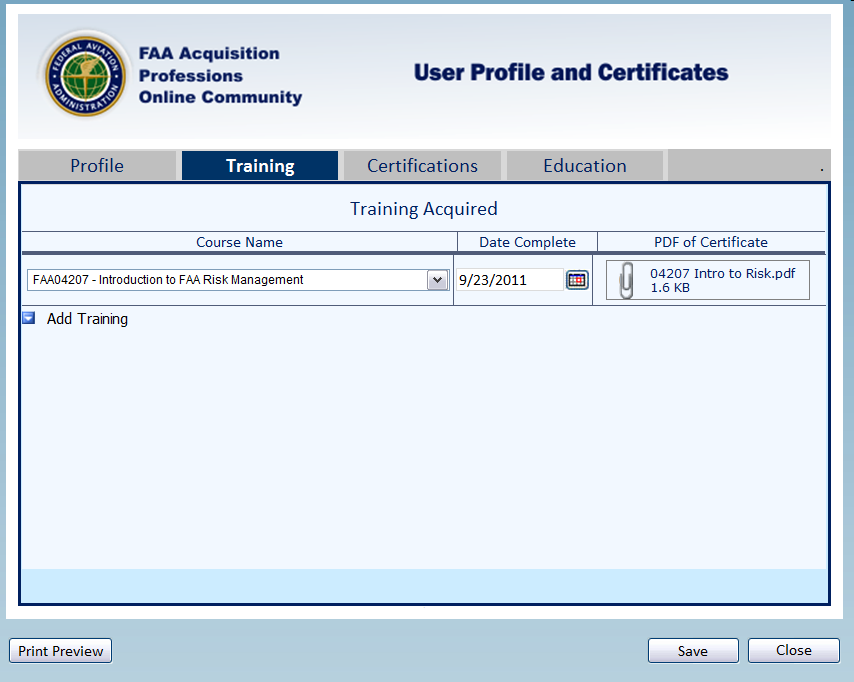 FEDERAL AVIATION
ADMINISTRATION
FAA Acquisition
Professions
Online Community
User Profile and Certificates
Profile
Training
Certifications
Education
.
Training Acquired
Course Name
Date Complete
PDF of Certificate
FAA04207 - Introduction to FAA Risk Management
9/23/2011
04207 Intro to Risk.pdf
1.6 KB
Add Training
Print Preview
Save
Close